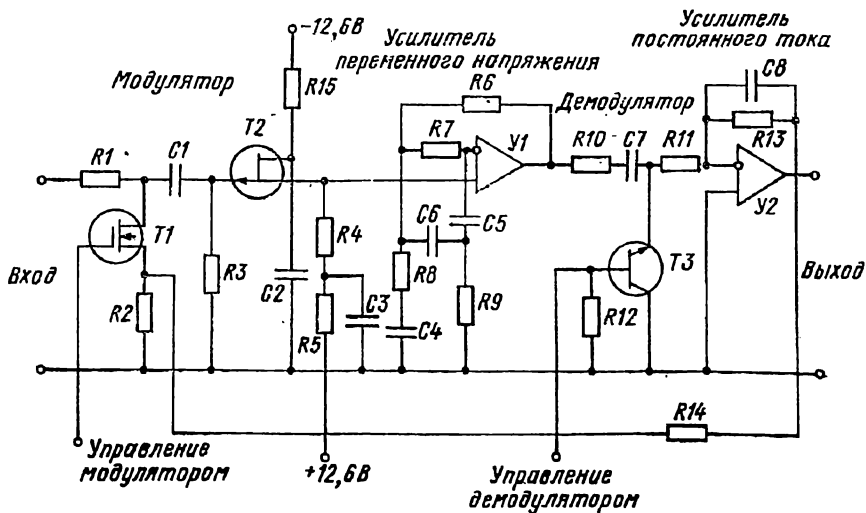 -12,6В
Усилитель
переменного напряжения
Усилитель
постоянного тока
Модулятор
R15
R6
Демодулятор
C8
T2
R7
У1
R10
C7
R11
R13
R1
C1
У2
T1
C6
C5
R4
T3
Вход
R3
C2
R8
Выход
R2
C3
R9
R12
R5
C4
R14
Управление
модулятором
+12,6В
Управление
демодулятором